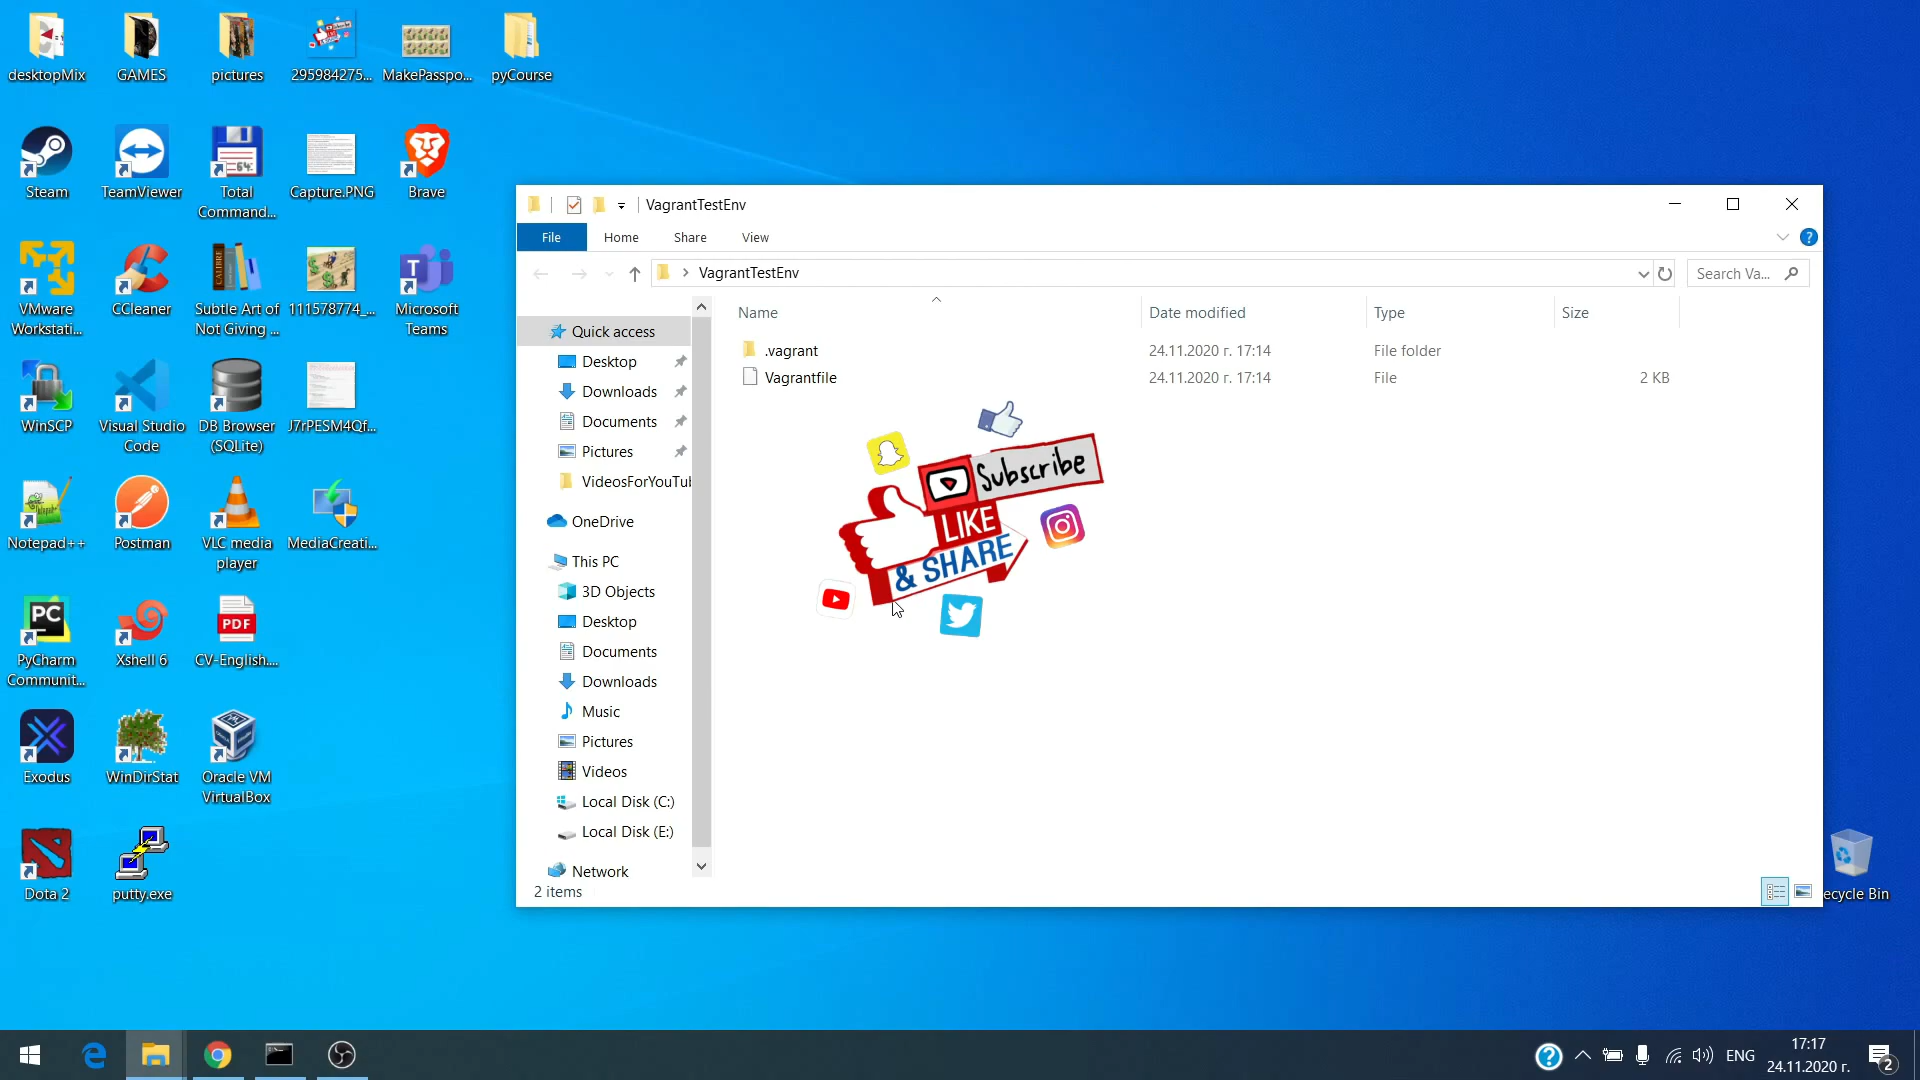 desktopMix
GAMES
pictures
295984275...
MakePasspo...
pyCourse
Steam
TeamViewer
Total
Command...
64
Capture.PNG
Brave
VMware
Workstati...
CCleaner
CALIBRE
Subtle Art of
Not Giving ...
111578774_...
Microsoft
Teams
WinSCP
Visual Studio
Code
DB Browser
(SQLite)
J7rPESM4Qf...
Notepad++
Postman
VLC media
player
MediaCreati...
PC
PyCharm
Communit...
Xshell 6
PDF
CV-English....
Exodus
WinDirStat
Oracle VM
VirtualBox
Dota 2
putty.exe
VagrantTestEnv
File
Home
Share
View
VagrantTestEnv
Search Va...
Name
Date modified
Type
Size
.vagrant
24.11.2020 г. 17:14
File folder
Vagrantfile
24.11.2020 г. 17:14
File
2 KB
Quick access
Desktop
Downloads
Documents
Pictures
VideosForYouTub
OneDrive
This PC
3D Objects
Desktop
Documents
Downloads
Music
Pictures
Videos
Local Disk (C:)
Local Disk (E:)
Network
2 items
Subscribe
LIKE
& SHARE
ecycle Bin
ENG
17:17
24.11.2020 г.
2